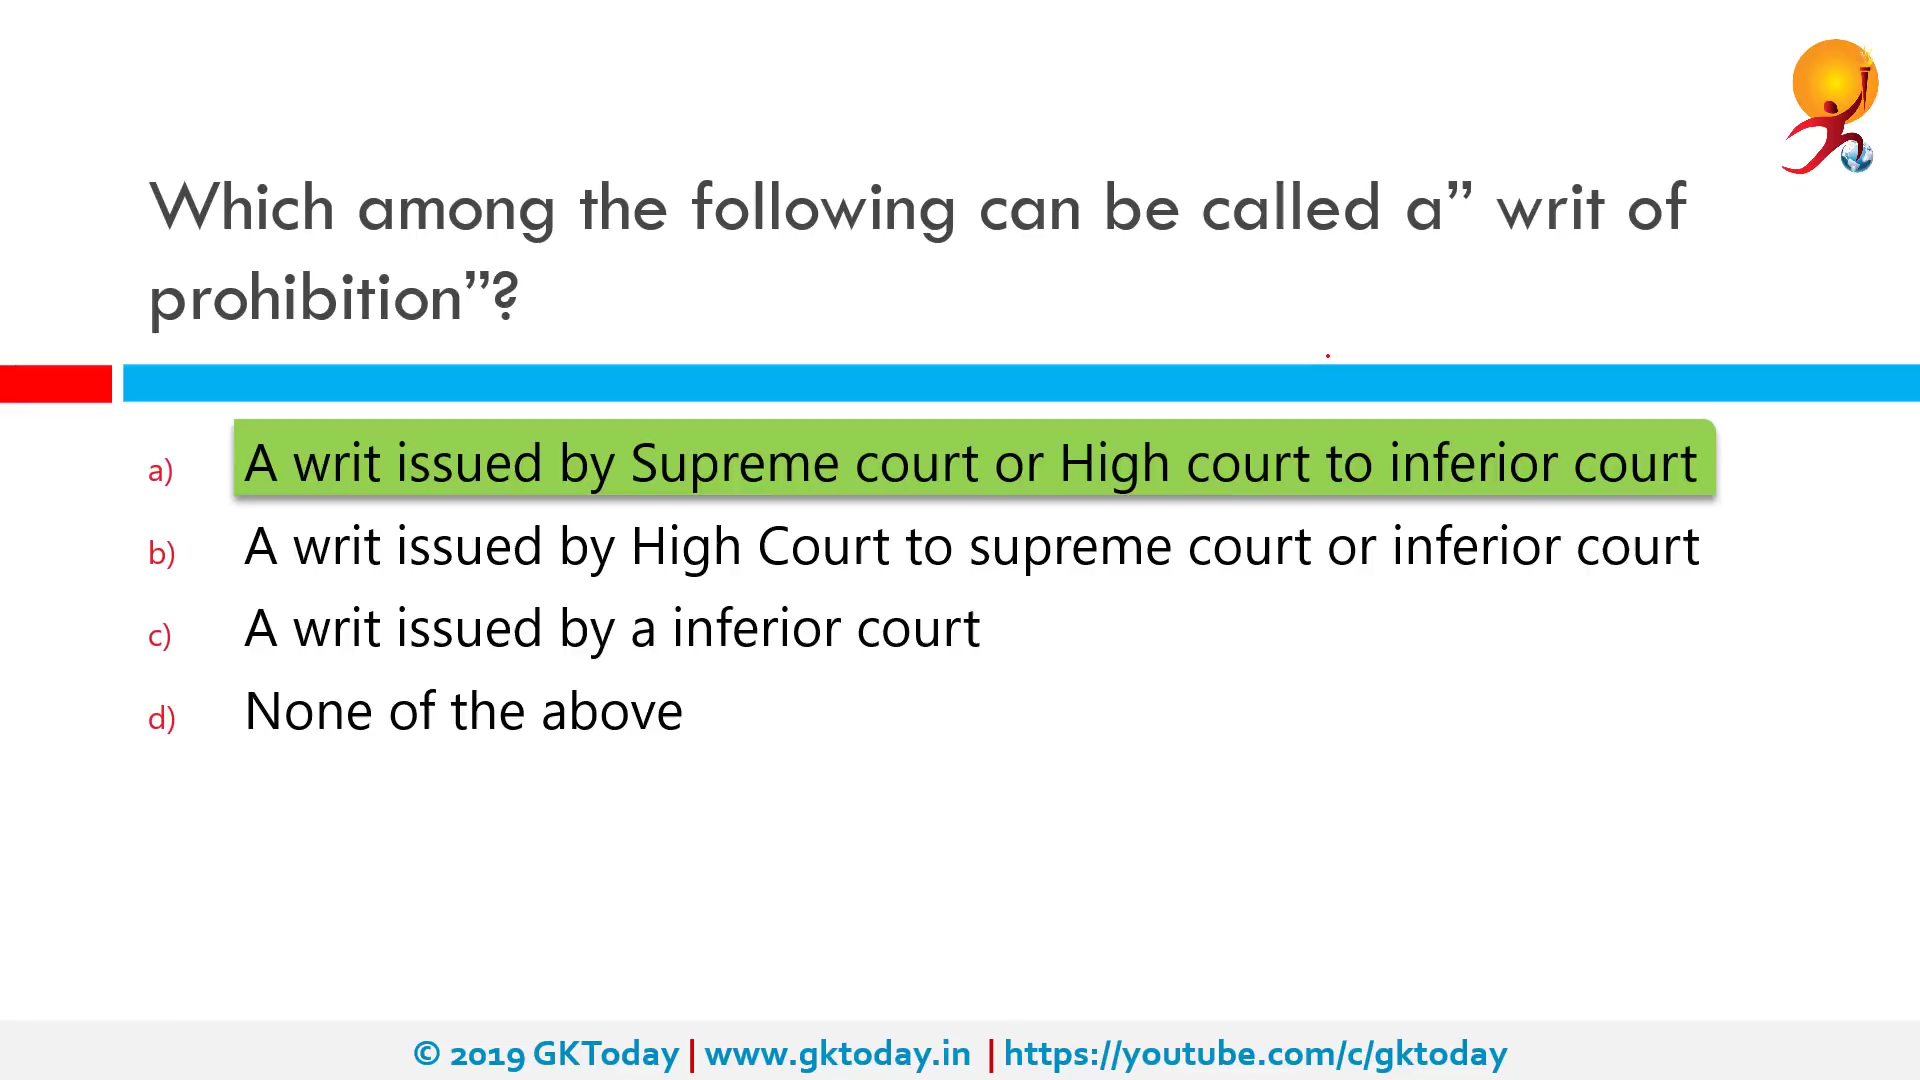 Which among the following can be called a” writ of
prohibition”?
a) A writ issued by Supreme court or High court to inferior court
b) A writ issued by High Court to supreme court or inferior court
c) A writ issued by a inferior court
d) None of the above
© 2019 GKToday | www.gktoday.in | https://youtube.com/c/gktoday